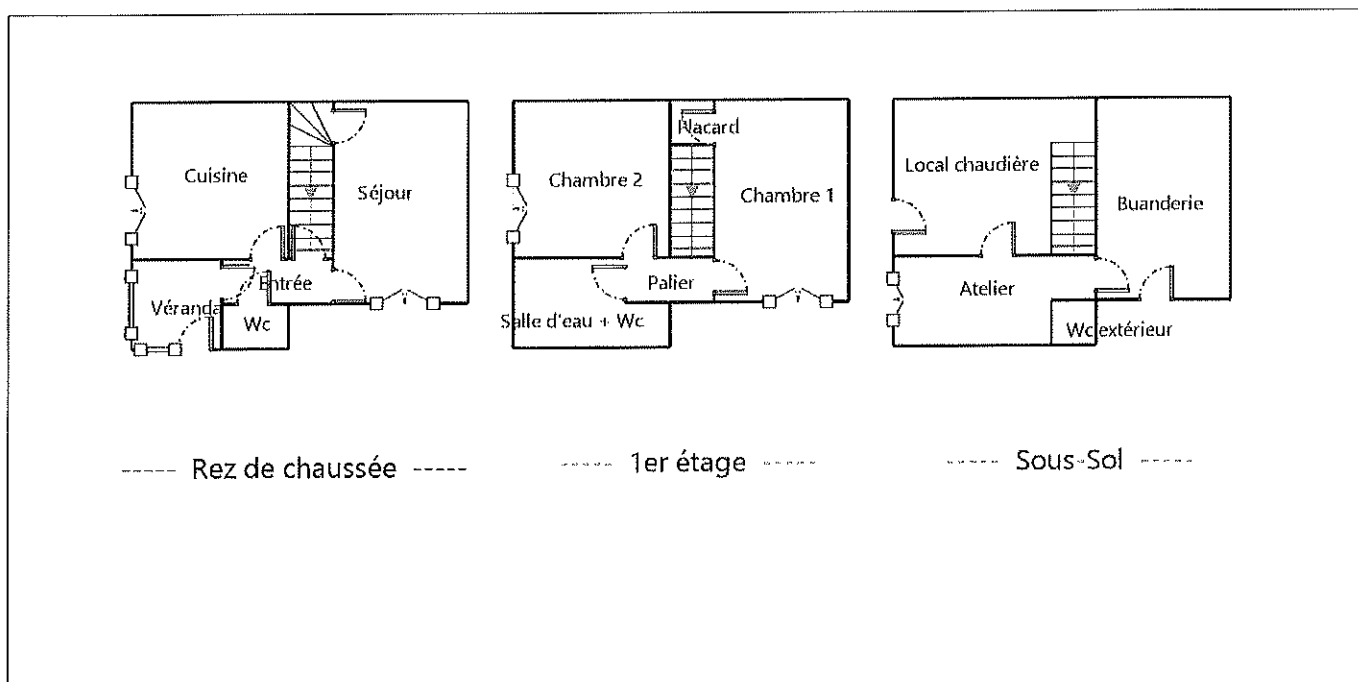 Cuisine
Séjour
Entrée
Véranda
Wc
Placard
Chambre 2
Chambre 1
Palier
Salle d'eau + Wc
Local chaudière
Buanderie
Atelier
Wc extérieur
Rez de chaussée
1er étage
Sous-Sol